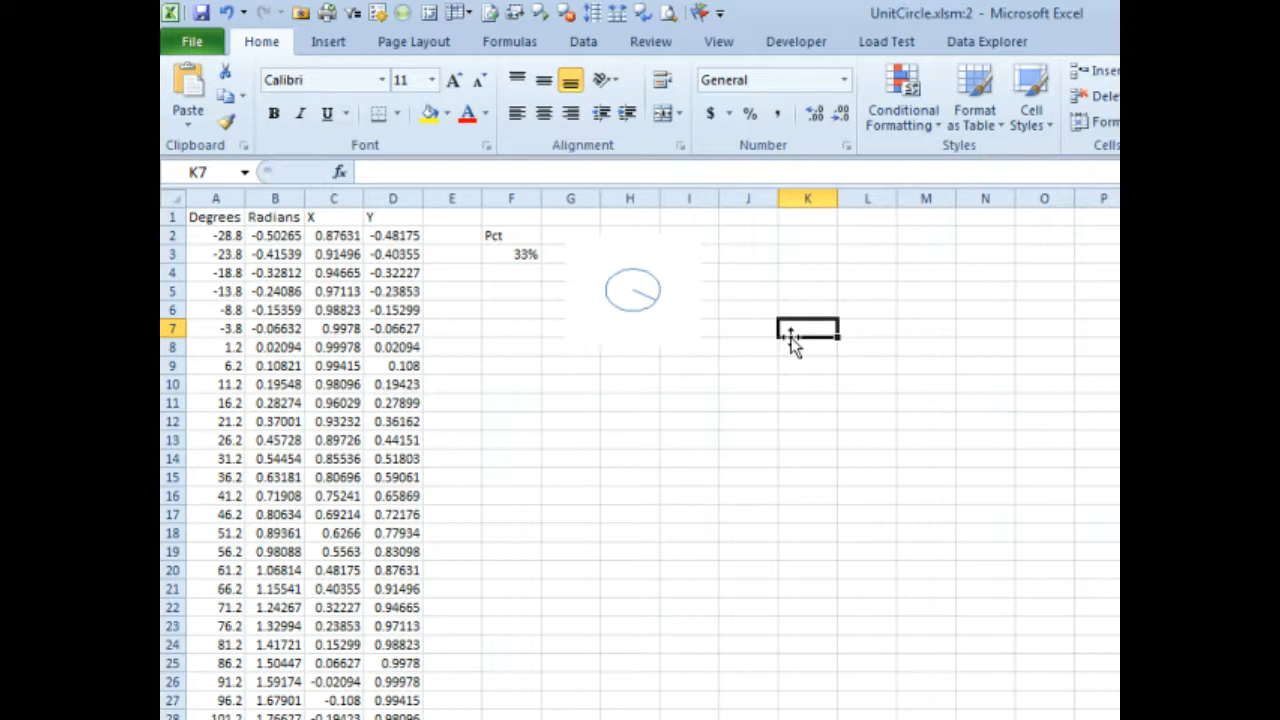 UnitCircle.xlsm:2 - Microsoft Excel
File Home Insert Page Layout Formulas Data Review View Developer Load Test Data Explorer
Calibri 11 General Inser
Paste Conditional Format Cell Dele
B I U A $ % , Formatting as Table Styles Form
Clipboard Font Alignment Number Styles Cells
K7 fx
A B C D E F G H I J K L M N O P
1 Degrees Radians X Y
2 -28.8 -0.50265 0.87631 -0.48175 Pct
3 -23.8 -0.41539 0.91496 -0.40355 33%
4 -18.8 -0.32812 0.94665 -0.32227
5 -13.8 -0.24086 0.97113 -0.23853
6 -8.8 -0.15359 0.98823 -0.15299
7 -3.8 -0.06632 0.9978 -0.06627
8 1.2 0.02094 0.99978 0.02094
9 6.2 0.10821 0.99415 0.108
10 11.2 0.19548 0.98096 0.19423
11 16.2 0.28274 0.96029 0.27899
12 21.2 0.37001 0.93232 0.36162
13 26.2 0.45728 0.89726 0.44151
14 31.2 0.54454 0.85536 0.51803
15 36.2 0.63181 0.80696 0.59061
16 41.2 0.71908 0.75241 0.65869
17 46.2 0.80634 0.69214 0.72176
18 51.2 0.89361 0.6266 0.77934
19 56.2 0.98088 0.5563 0.83098
20 61.2 1.06814 0.48175 0.87631
21 66.2 1.15541 0.40355 0.91496
22 71.2 1.24267 0.32227 0.94665
23 76.2 1.32994 0.23853 0.97113
24 81.2 1.41721 0.15299 0.98823
25 86.2 1.50447 0.06627 0.9978
26 91.2 1.59174 -0.02094 0.99978
27 96.2 1.67901 -0.108 0.99415
28 101.2 1.76627 -0.19423 0.98096